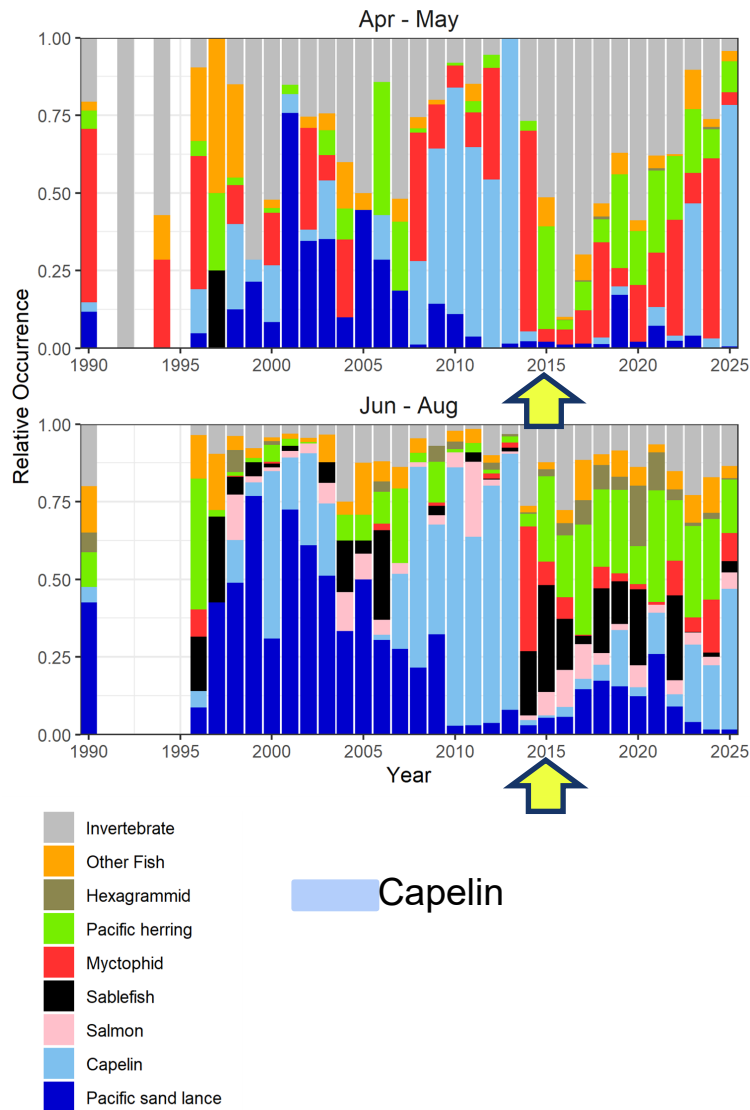 Apr - May
1.00
0.75
0.50
0.25
0.00
1990 1995 2000 2005 2010 2015 2020 2025
Relative Occurrence
Jun - Aug
1.00
0.75
0.50
0.25
0.00
1990 1995 2000 2005 2010 2015 2020 2025
Year
Invertebrate
Other Fish
Hexagrammid
Capelin
Pacific herring
Myctophid
Sablefish
Salmon
Capelin
Pacific sand lance